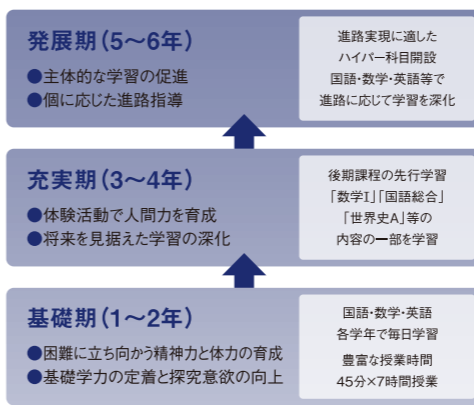 発展期(5〜6年)
●主体的な学習の促進
●個に応じた進路指導
進路実現に適した
ハイパー科目開設
国語・数学・英語等で
進路に応じて学習を深化
充実期(3〜4年)
●体験活動で人間力を育成
●将来を見据えた学習の深化
後期課程の先行学習
「数学Ⅰ」「国語総合」
「世界史A」等の
内容の一部を学習
基礎期(1〜2年)
●困難に立ち向かう精神力と体力の育成
●基礎学力の定着と探究意欲の向上
国語・数学・英語
各学年で毎日学習
豊富な授業時間
45分×7時間授業